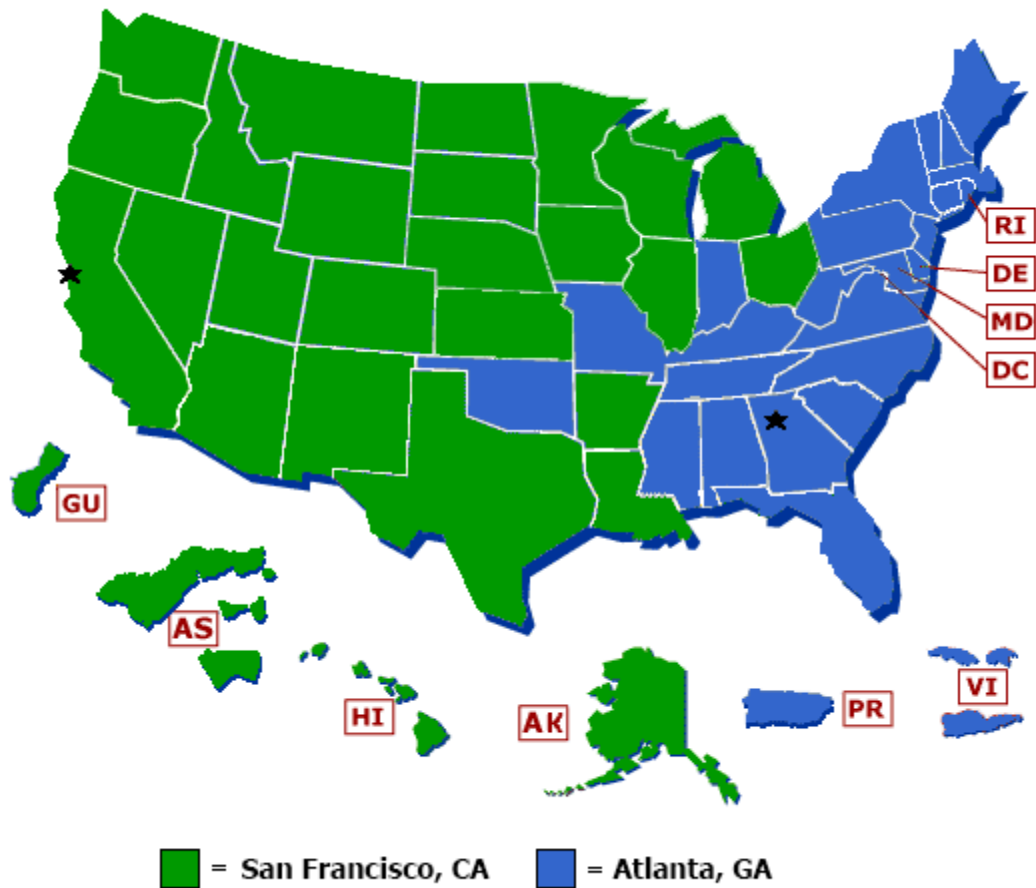 RI
DE
MD
DC
GU
AS
HI
AK
PR
VI
= San Francisco, CA
= Atlanta, GA